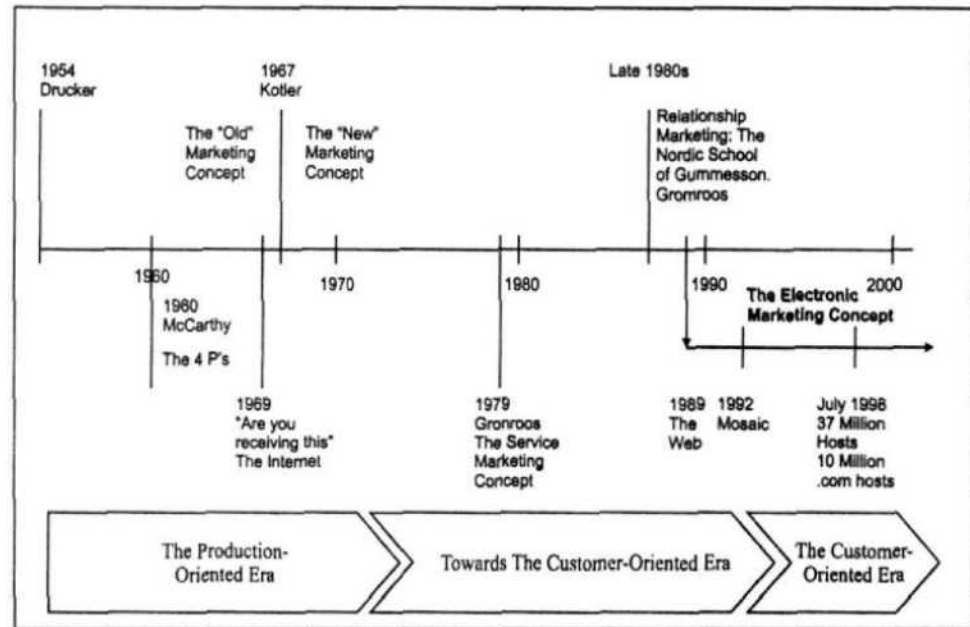 1954
Drucker
1967
Kotler
Late 1980s
The "Old"
Marketing
Concept
The "New"
Marketing
Concept
Relationship
Marketing: The
Nordic School
of Gummesson.
Gromroos
1960
1970
1980
1990
2000
1960
McCarthy
The 4 P's
The Electronic
Marketing Concept
1969
"Are you
receiving this"
The Internet
1979
Gronroos
The Service
Marketing
Concept
1989
The
Web
1992
Mosaic
July 1998
37 Million
Hosts
10 Million
.com hosts
The Production-
Oriented Era
Towards The Customer-Oriented Era
The Customer-
Oriented Era